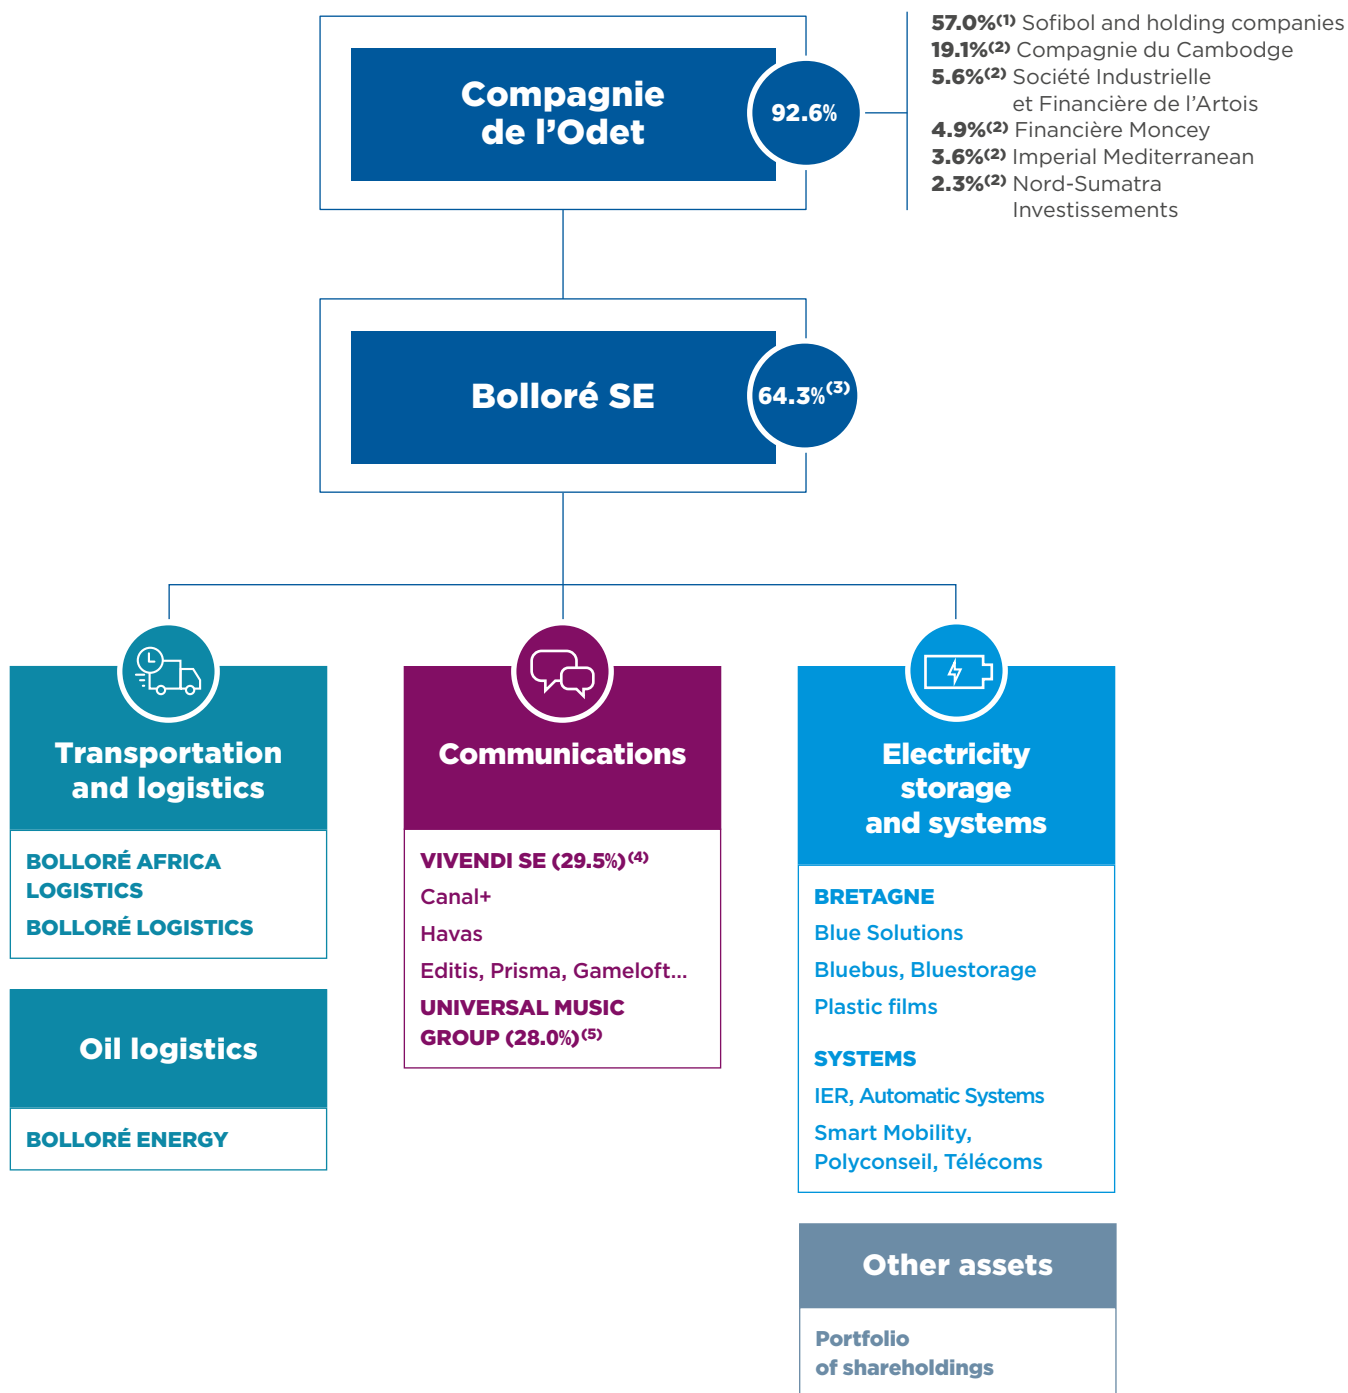 57.0%(1) Sofibol and holding companies
19.1%(2) Compagnie du Cambodge
5.6%(2) Société Industrielle
et Financière de l’Artois
4.9%(2) Financière Moncey
3.6%(2) Imperial Mediterranean
2.3%(2) Nord-Sumatra
Investissements
Compagnie
de l’Odet
92.6%
Bolloré SE
64.3%(3)
Transportation
and logistics
BOLLORÉ AFRICA
LOGISTICS
BOLLORÉ LOGISTICS
Oil logistics
BOLLORÉ ENERGY
Communications
VIVENDI SE (29.5%)(4)
Canal+
Havas
Editis, Prisma, Gameloft...
UNIVERSAL MUSIC
GROUP (28.0%)(5)
Electricity
storage
and systems
BRETAGNE
Blue Solutions
Bluebus, Bluestorage
Plastic films
SYSTEMS
IER, Automatic Systems
Smart Mobility,
Polyconseil, Télécoms
Other assets
Portfolio
of shareholdings